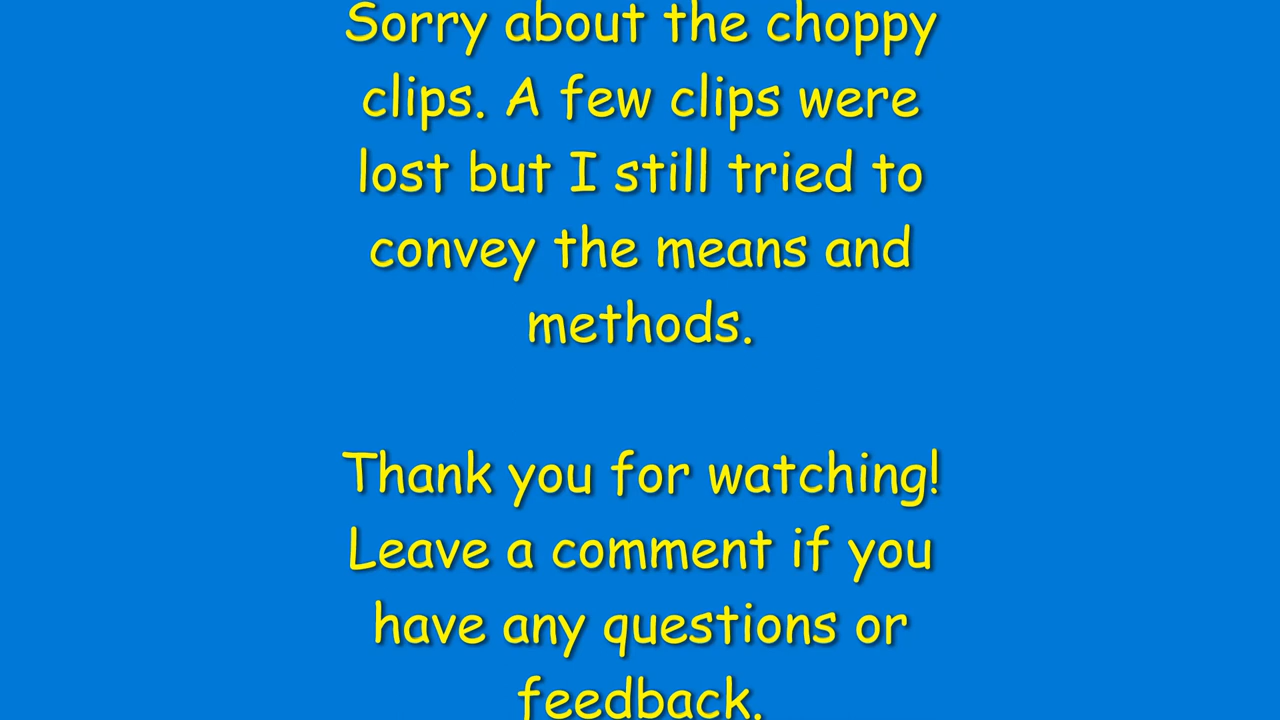 Sorry about the choppy
clips. A few clips were
lost but I still tried to
convey the means and
methods.
Thank you for watching!
Leave a comment if you
have any questions or
feedback.